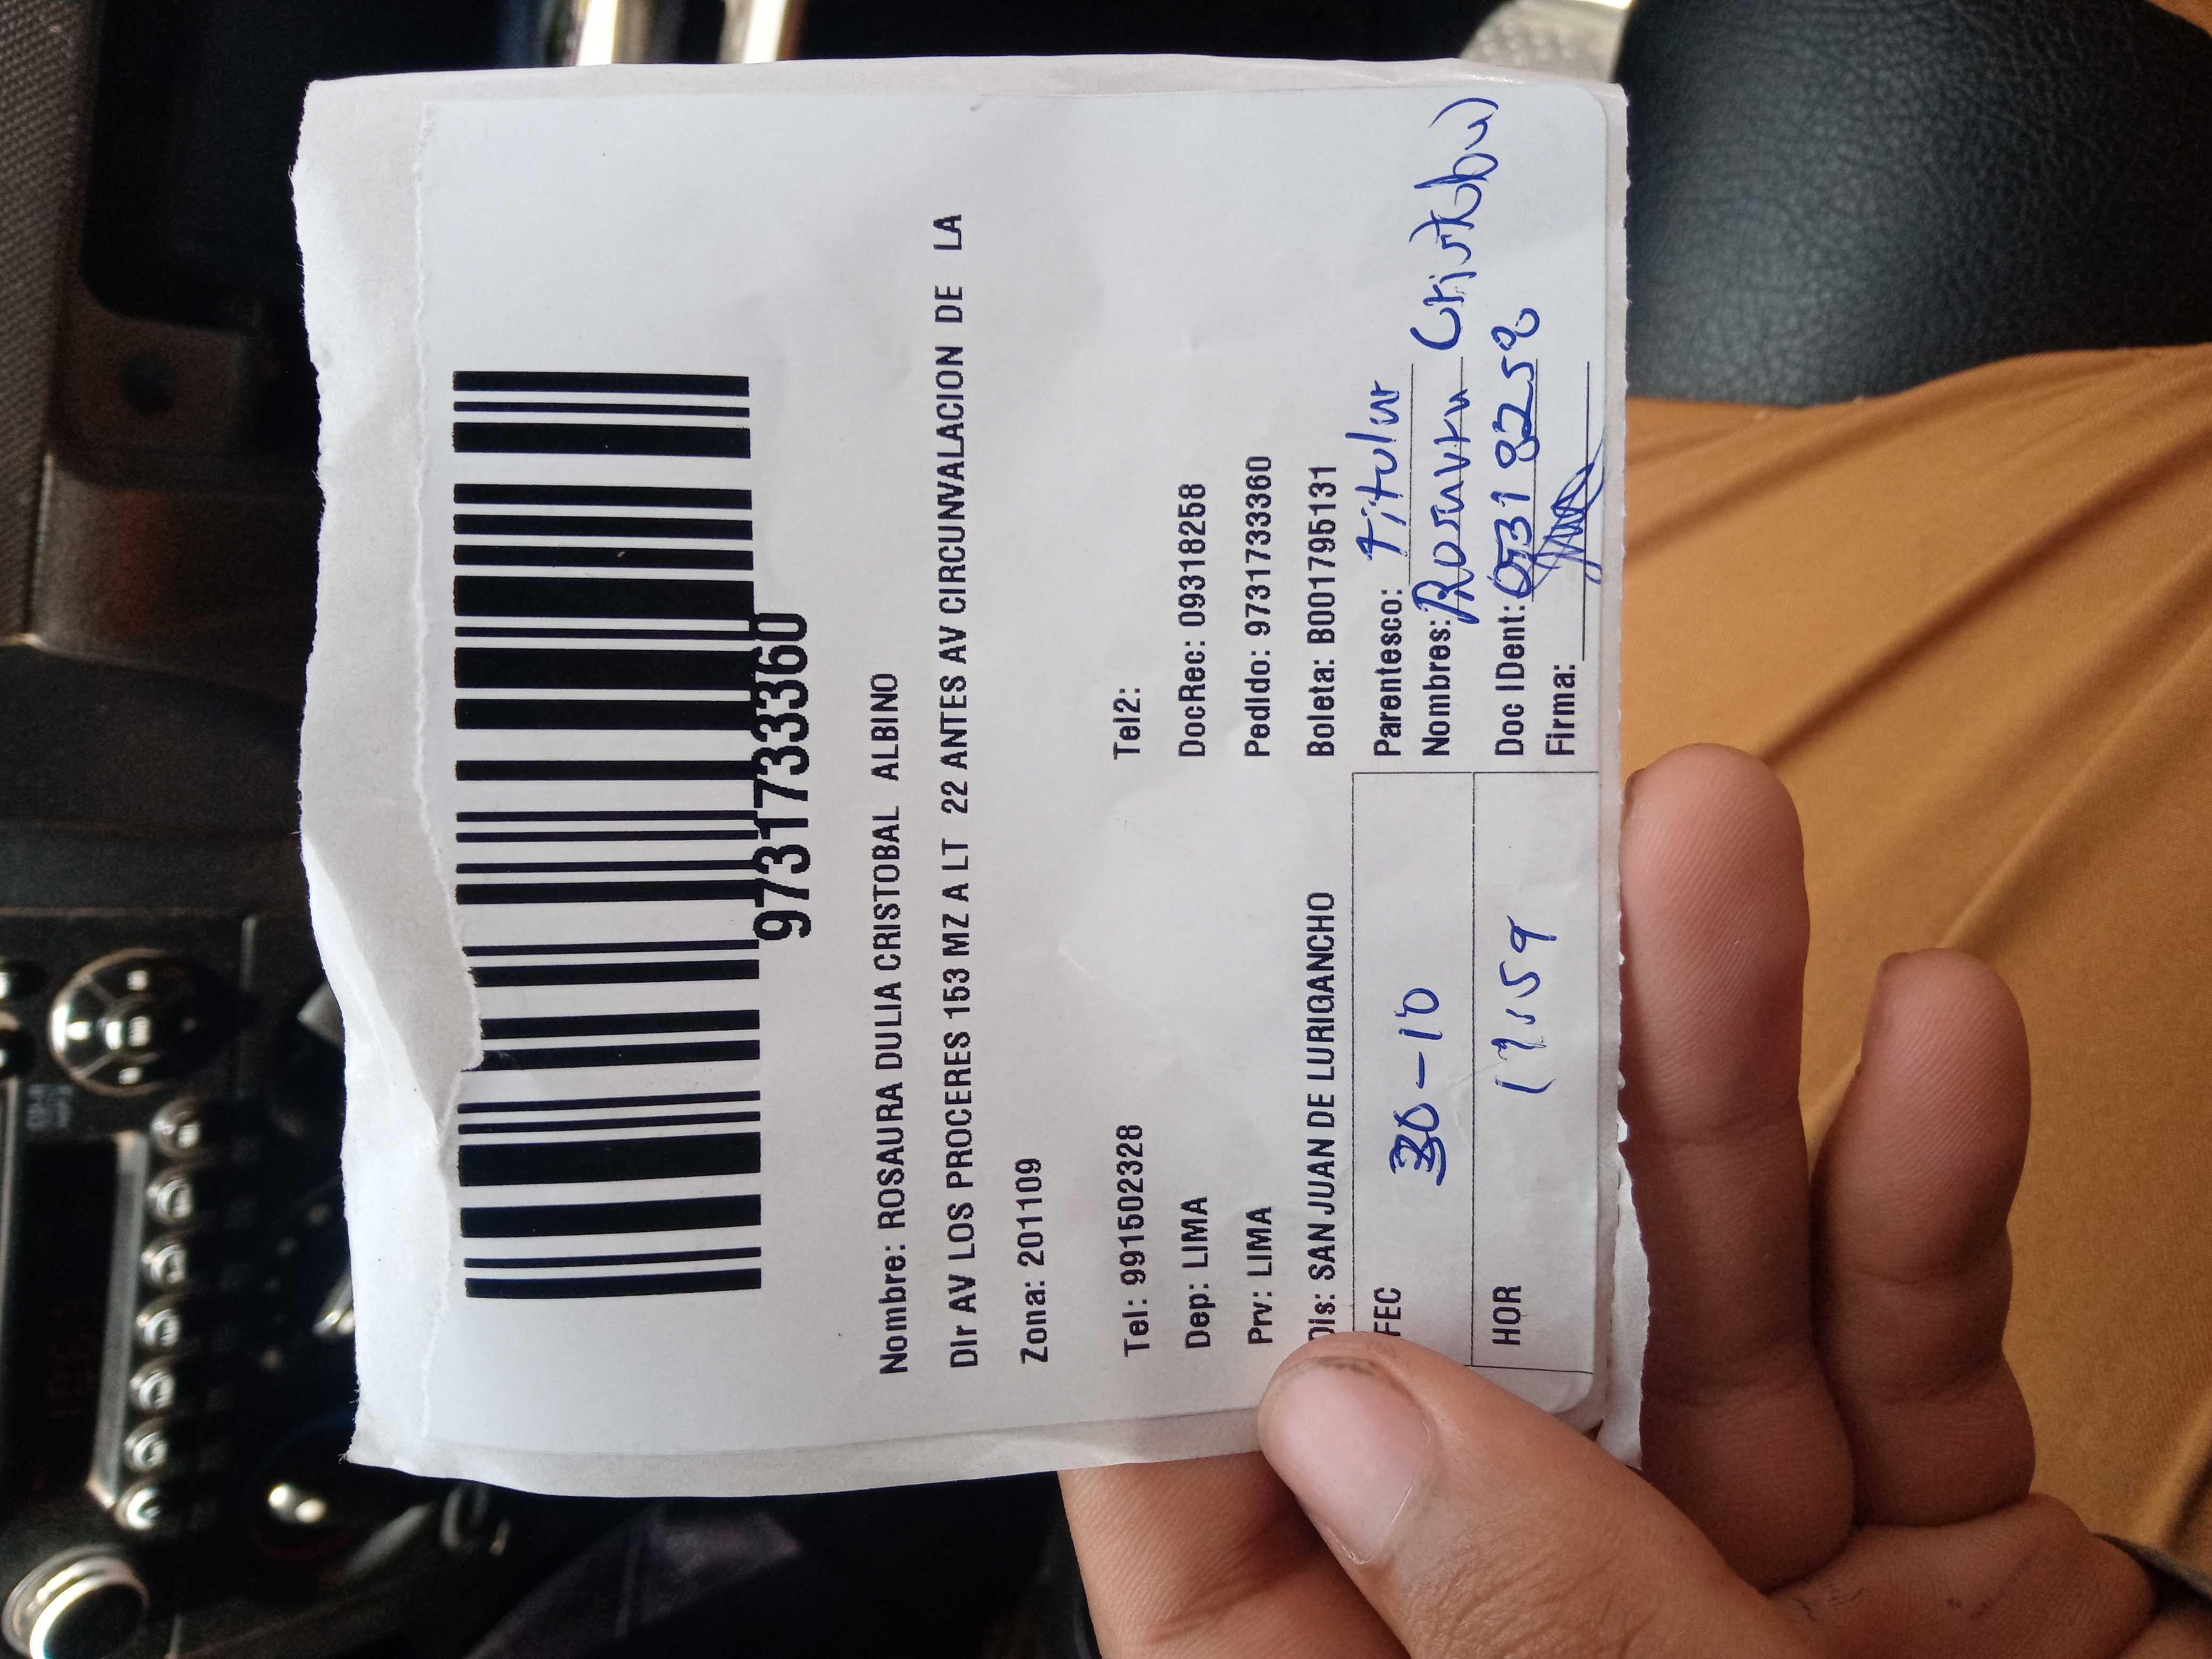 9731733360
Nombre: ROSAURA DULIA CRISTOBAL ALBINO
Dir AV LOS PROCERES 153 MZ A LT 22 ANTES AV CIRCUNVALACION DE LA
Zona: 201109
Tel: 991502328 Tel2:
Dep: LIMA DocRec: 09318258
Prv: LIMA Pedido: 9731733360
Dis: SAN JUAN DE LURIGANCHO Boleta: B001795131
FEC 30-10
HOR
Parentesco: Titular
Nombres: Rosaura Cristobal
Doc IDent: 09318258
Firma: